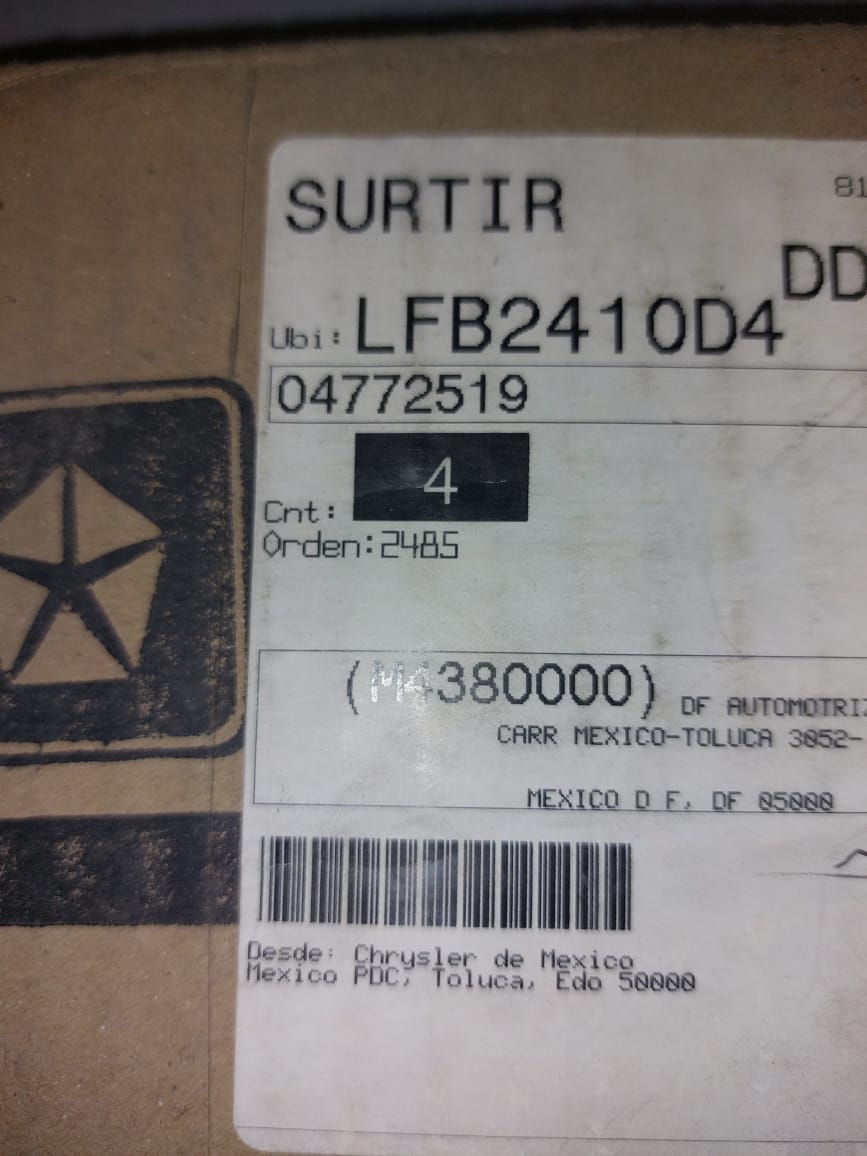 SURTIR
81
DD
Ubi: LFB2410D4
04772519
4
Cnt:
Orden:2485
(M4380000) DF AUTOMOTRIZ
CARR MEXICO-TOLUCA 3052-
MEXICO D F, DF 05000
Desde: Chrysler de Mexico
Mexico PDC, Toluca, Edo 50000